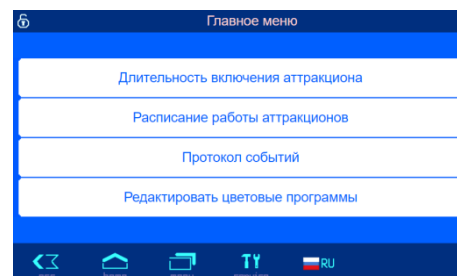 Главное меню
Длительность включения аттракциона
Расписание работы аттракционов
Протокол событий
Редактировать цветовые программы
RU